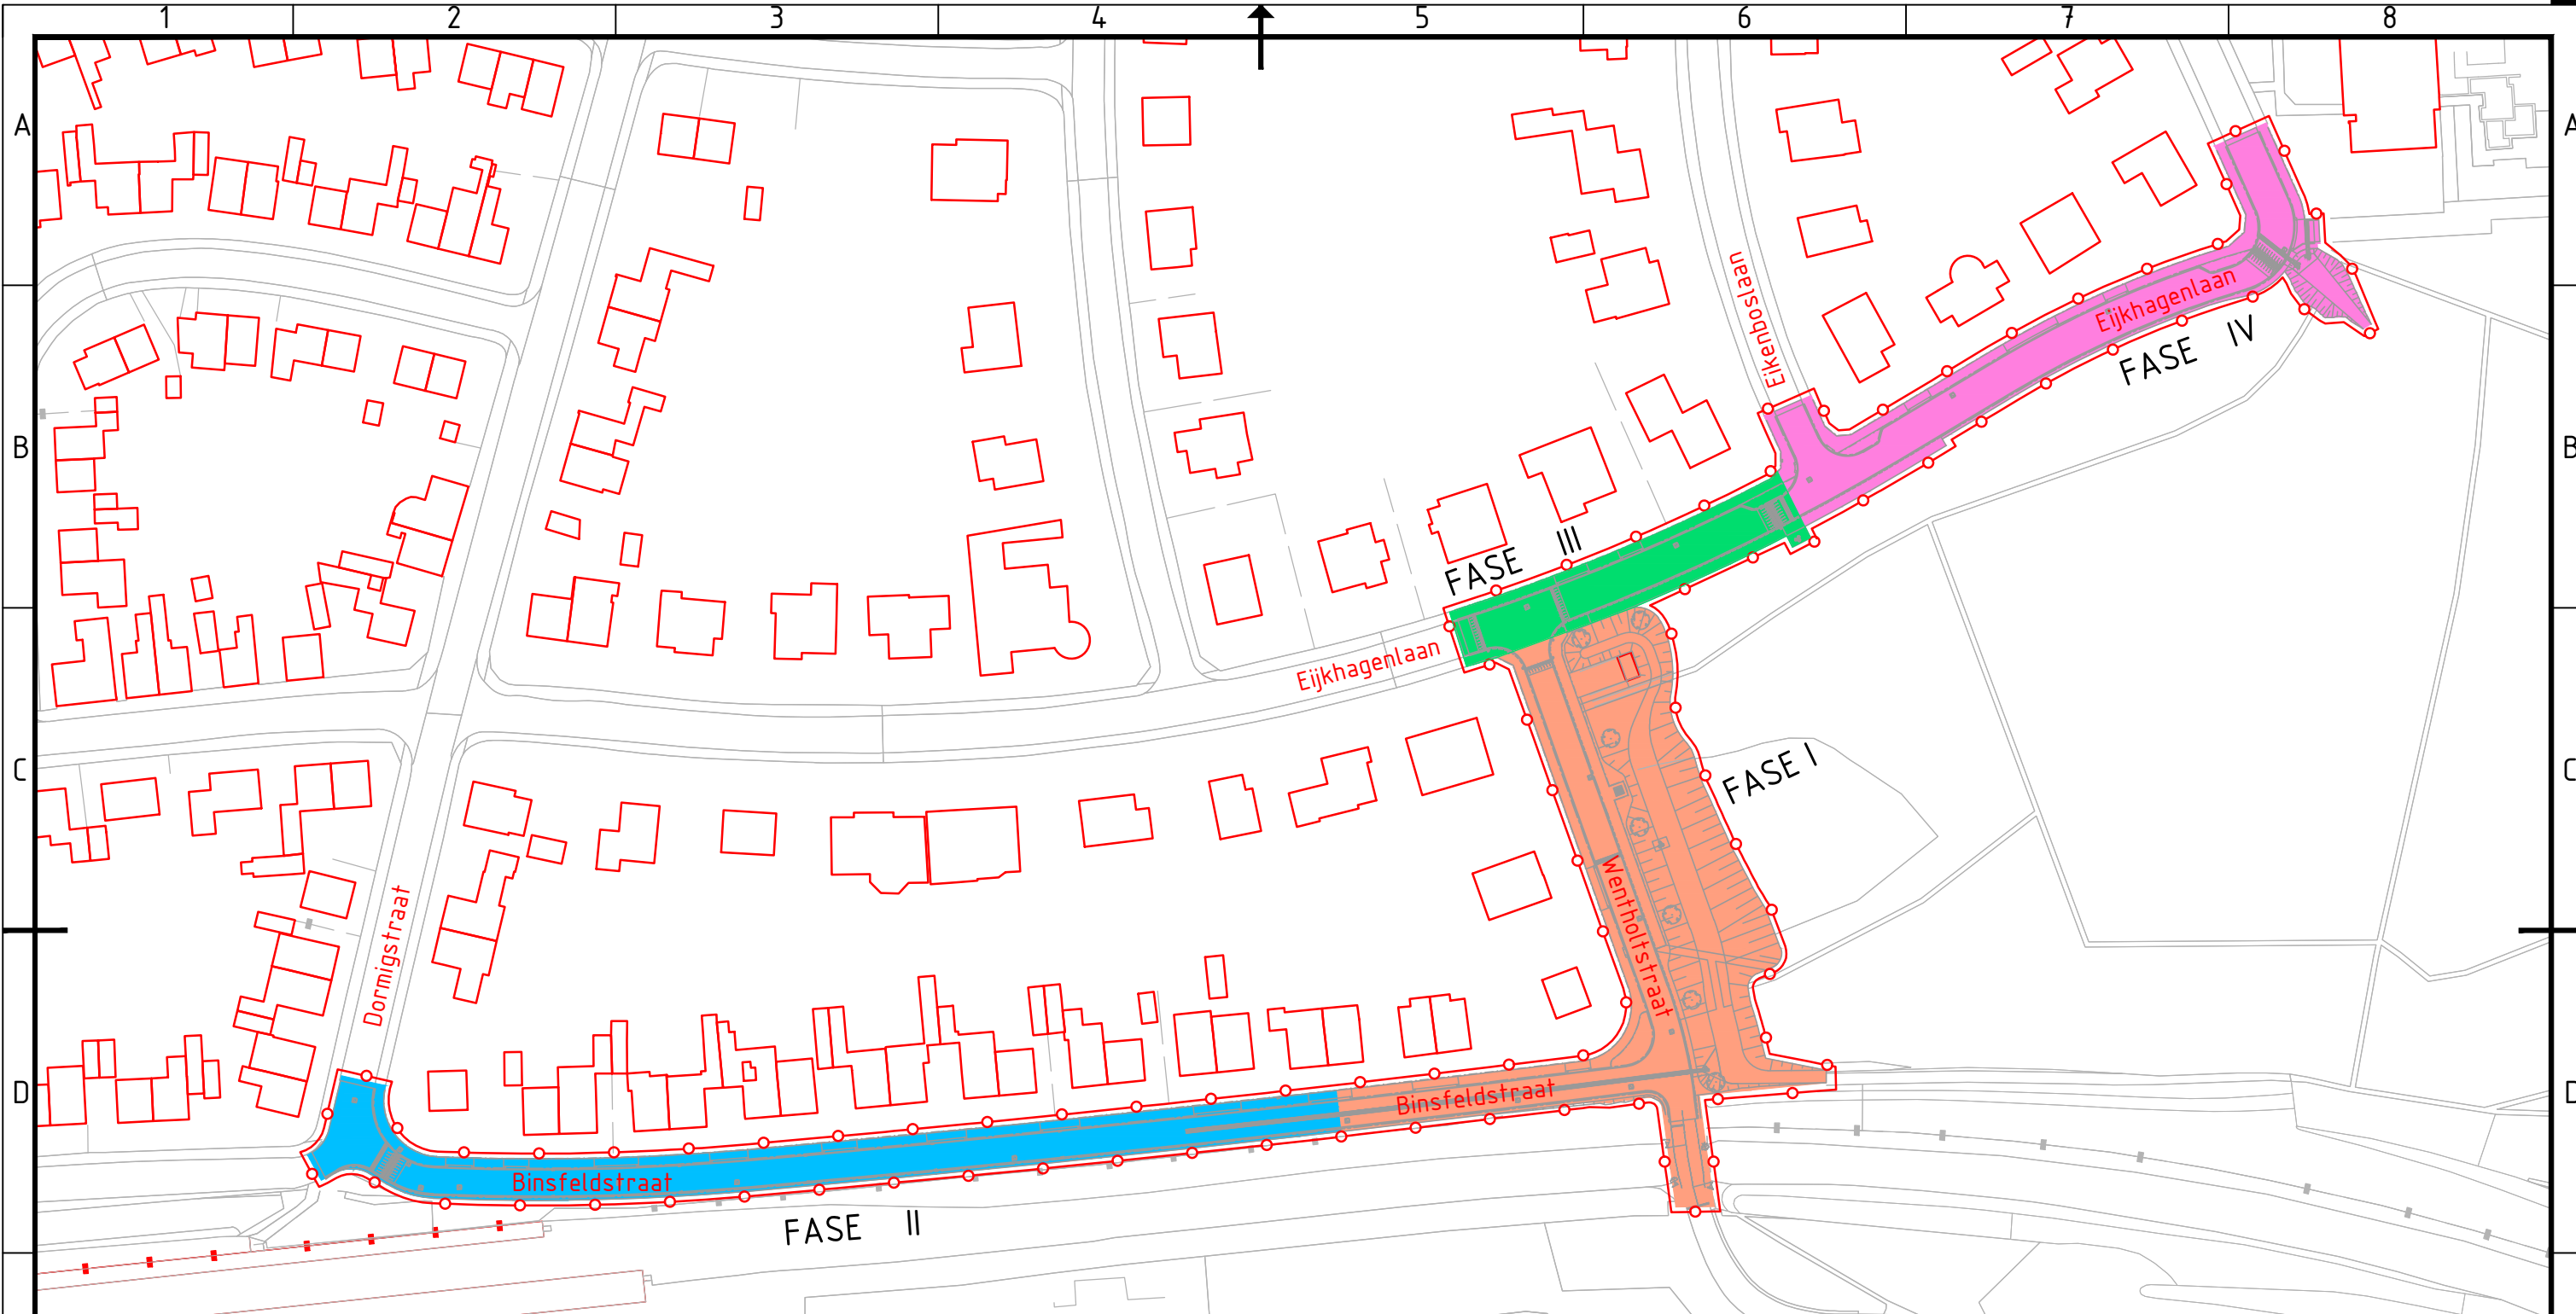 1 2 3 4 5 6 7 8
A A
Eikenboslaan
Eijkhagenlaan
FASE IV
B B
FASE III
Eijkhagenlaan
FASE I
C C
Wentholtstraat
Dormigstraat
D D
Binsfeldstraat
Binsfeldstraat
FASE II